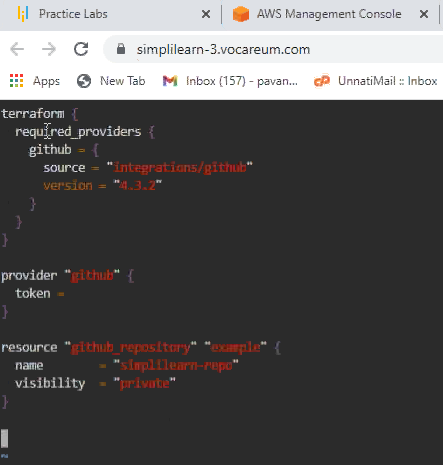 Practice Labs
AWS Management Console
simplilearn-3.vocareum.com
Apps
New Tab
Inbox (157) - pavan...
UnnatiMail :: Inbox
terraform {
required_providers {
github = {
source = "integrations/github"
version = "4.3.2"
}
}
}
provider "github" {
token =
}
resource "github_repository" "example" {
name = "simplilearn-repo"
visibility = "private"
}